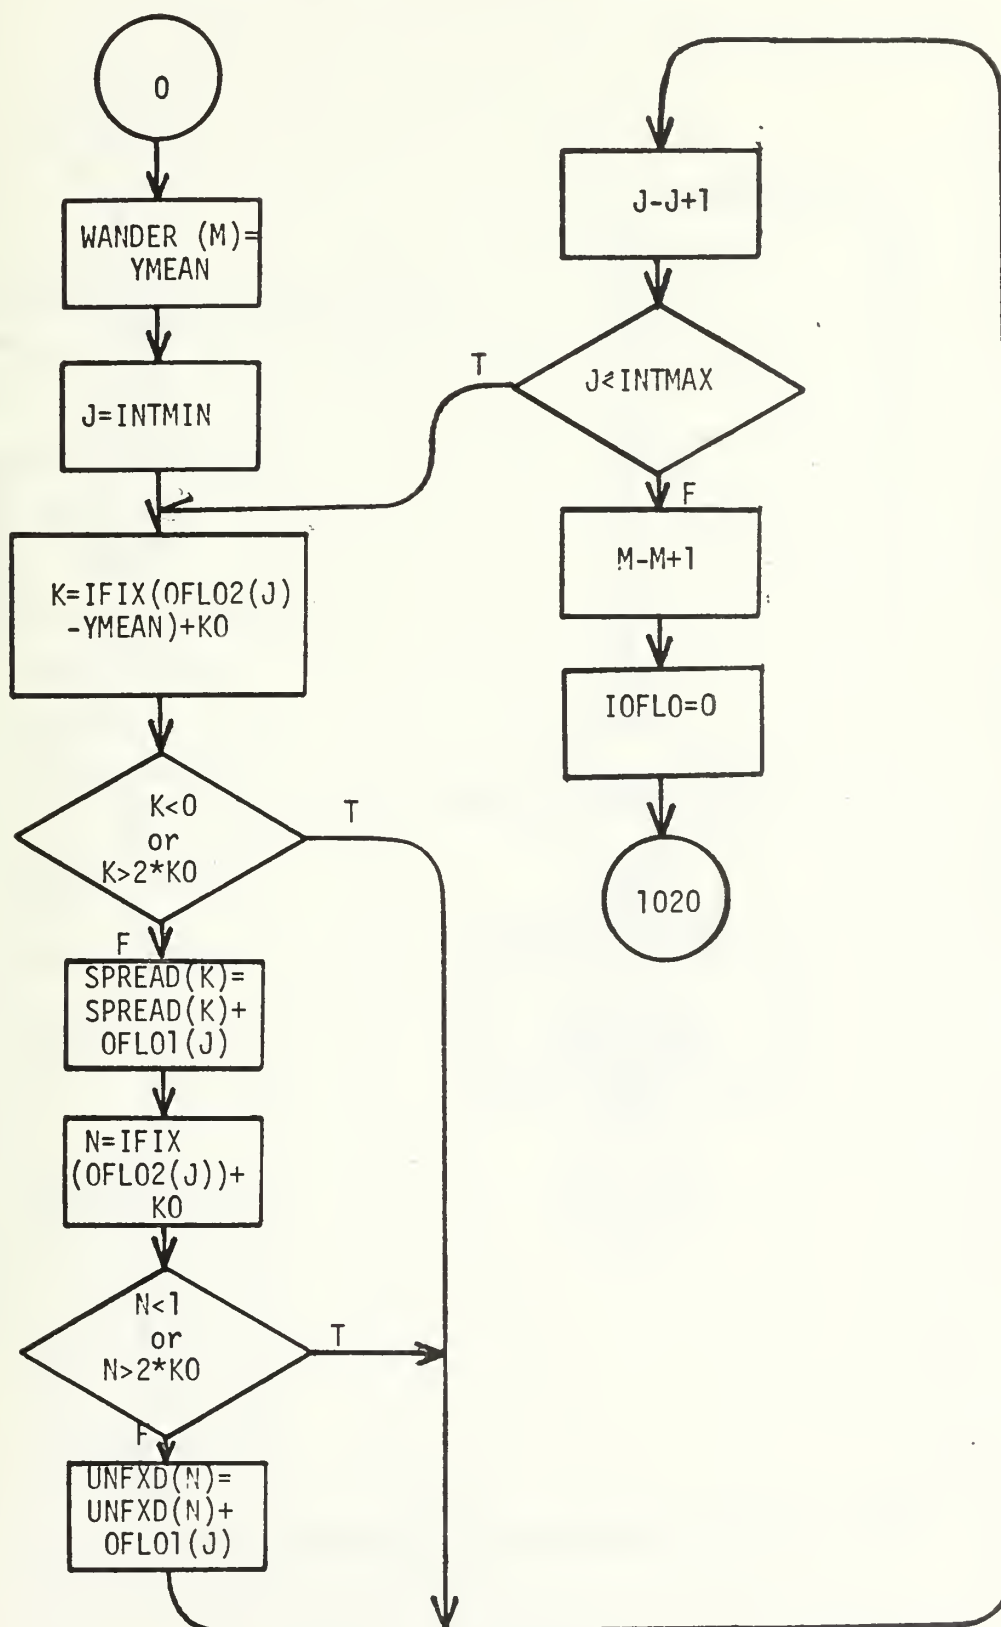 0
WANDER (M)=
YMEAN
J=INTMIN
K=IFIX(OFLO2(J)
-YMEAN)+KO
K<0
or
K>2*KO
T
F
SPREAD(K)=
SPREAD(K)+
OFLO1(J)
N=IFIX
(OFLO2(J))+
KO
N<1
or
N>2*KO
T
F
UNFXD(N)=
UNFXD(N)+
OFLO1(J)
J-J+1
J≤INTMAX
T
F
M-M+1
IOFLO=0
1020